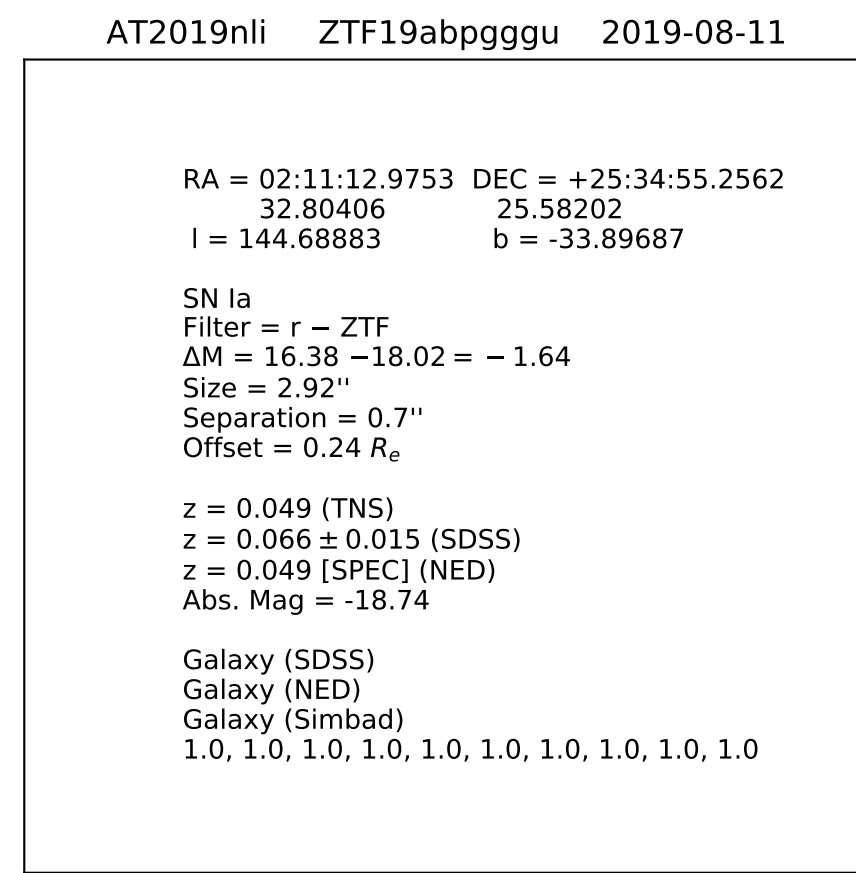 AT2019nli ZTF19abpgggu 2019-08-11
RA = 02:11:12.9753 DEC = +25:34:55.2562
32.80406 25.58202
l = 144.68883 b = -33.89687
SN Ia
Filter = r − ZTF
ΔM = 16.38 −18.02 = − 1.64
Size = 2.92''
Separation = 0.7''
Offset = 0.24 Re
z = 0.049 (TNS)
z = 0.066 ± 0.015 (SDSS)
z = 0.049 [SPEC] (NED)
Abs. Mag = -18.74
Galaxy (SDSS)
Galaxy (NED)
Galaxy (Simbad)
1.0, 1.0, 1.0, 1.0, 1.0, 1.0, 1.0, 1.0, 1.0, 1.0